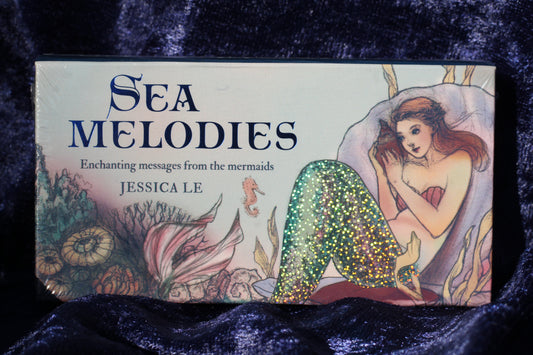 SEA
MELODIES
Enchanting messages from the mermaids
JESSICA LE